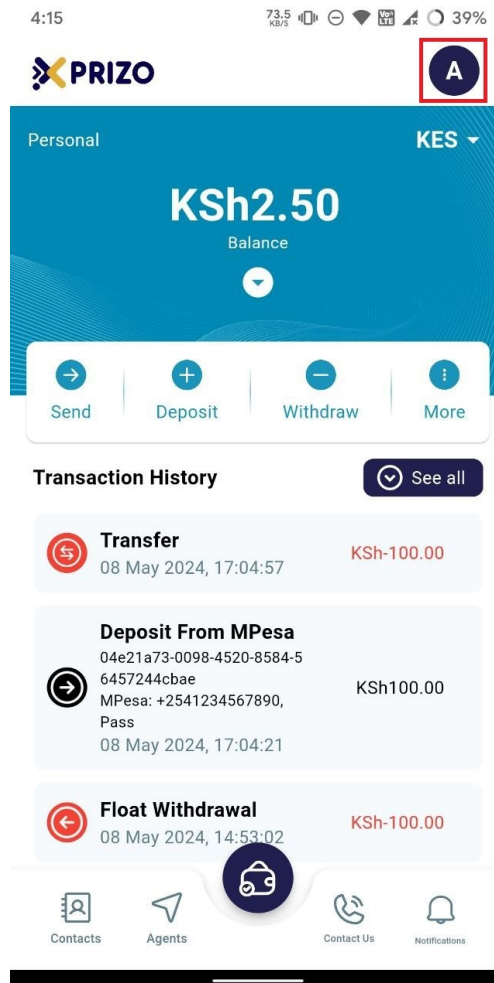 4:15
73.5
KB/S
Vo))
LTE
39%
PRIZO
A
Personal
KES
KSh2.50
Balance
Send
Deposit
Withdraw
More
Transaction History
See all
Transfer
08 May 2024, 17:04:57
KSh-100.00
Deposit From MPesa
04e21a73-0098-4520-8584-5
6457244cbae
MPesa: +2541234567890,
Pass
08 May 2024, 17:04:21
KSh100.00
Float Withdrawal
08 May 2024, 14:53:02
KSh-100.00
Contacts
Agents
Contact Us
Notifications